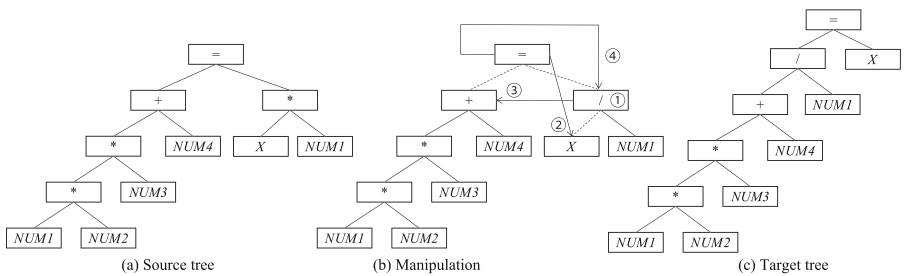 =
+
*
*
NUM4
X
NUM1
*
NUM3
NUM1
NUM2
(a) Source tree
=
④
③
+
/ ①
②
*
NUM4
X
NUM1
*
NUM3
NUM1
NUM2
(b) Manipulation
=
/
X
+
NUM1
*
NUM4
*
NUM3
NUM1
NUM2
(c) Target tree